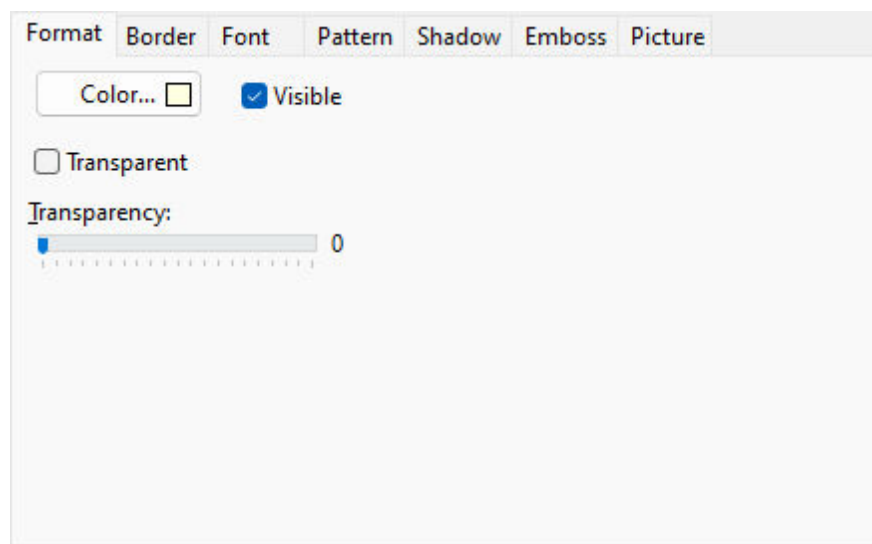 Format Border Font Pattern Shadow Emboss Picture
Color... Visible
Transparent
Transparency:
0